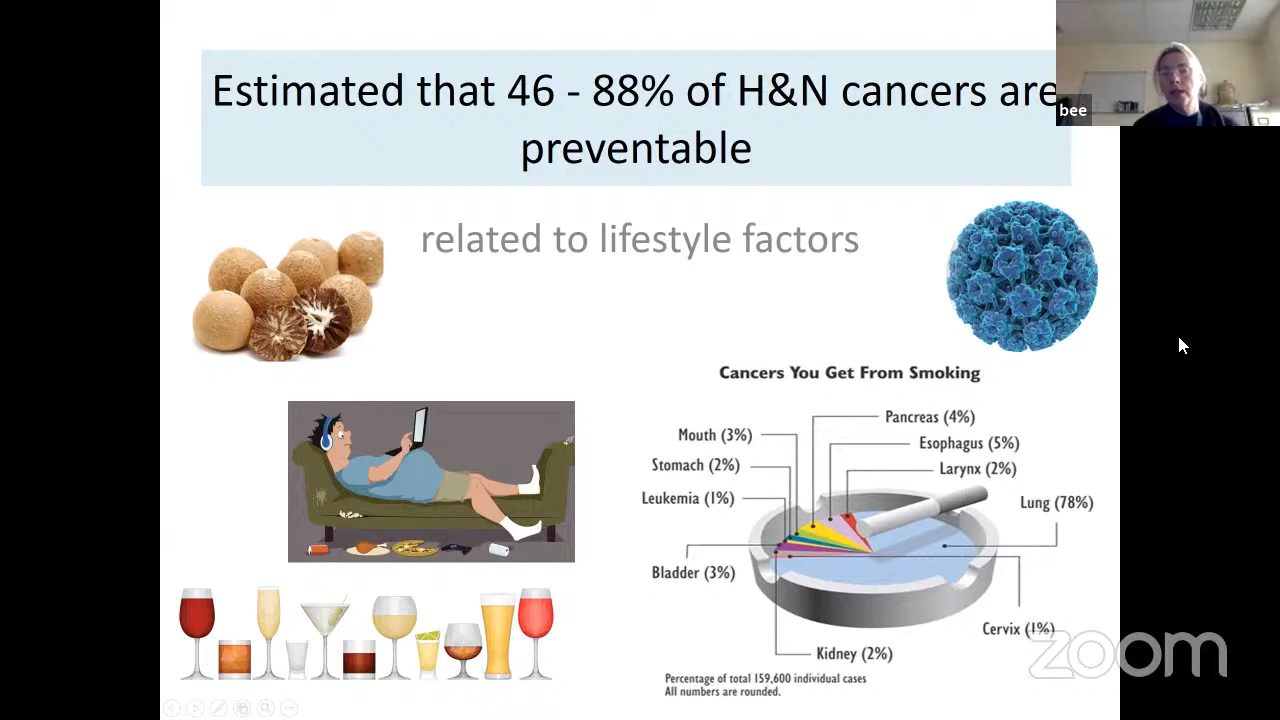 Estimated that 46 - 88% of H&N cancers are
preventable
bee
related to lifestyle factors
Cancers You Get From Smoking
Pancreas (4%)
Mouth (3%)
Esophagus (5%)
Stomach (2%)
Larynx (2%)
Leukemia (1%)
Lung (78%)
Bladder (3%)
Cervix (1%)
Kidney (2%)
zoom
Percentage of total 159,600 individual cases
All numbers are rounded.